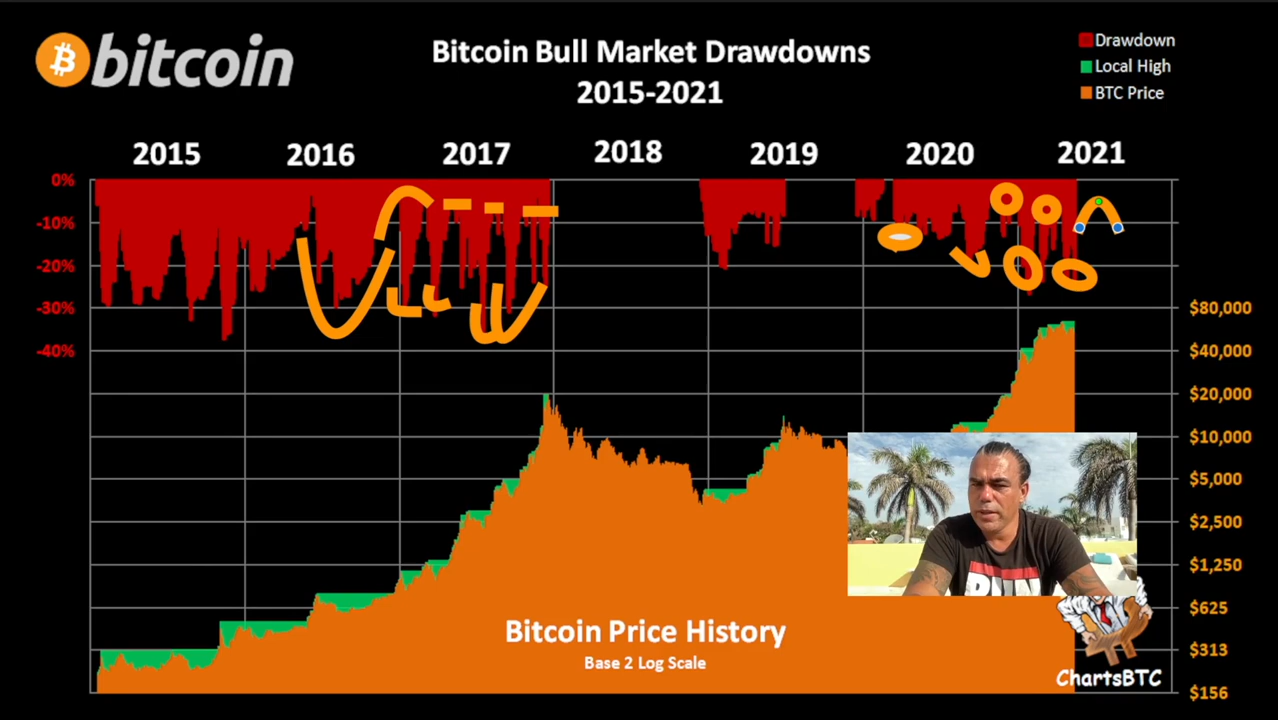 bitcoin
Bitcoin Bull Market Drawdowns
2015-2021
Drawdown
Local High
BTC Price
2015 2016 2017 2018 2019 2020 2021
0%
-10%
-20%
-30%
-40%
$80,000
$40,000
$20,000
$10,000
$5,000
$2,500
$1,250
$625
$313
$156
Bitcoin Price History
Base 2 Log Scale
ChartsBTC